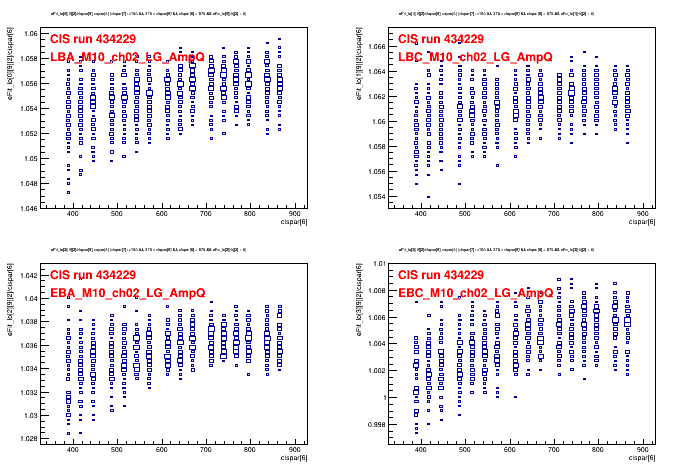 CIS run 434229
LBA_M10_ch02_LG_AmpQ
1.06
1.058
1.056
1.054
1.052
1.05
1.048
1.046
400 500 600 700 800 900
cispar[6]
CIS run 434229
LBC_M10_ch02_LG_AmpQ
1.066
1.064
1.062
1.06
1.058
1.056
1.054
400 500 600 700 800 900
cispar[6]
CIS run 434229
EBA_M10_ch02_LG_AmpQ
1.042
1.04
1.038
1.036
1.034
1.032
1.03
1.028
400 500 600 700 800 900
cispar[6]
CIS run 434229
EBC_M10_ch02_LG_AmpQ
1.01
1.008
1.006
1.004
1.002
1
0.998
400 500 600 700 800 900
cispar[6]